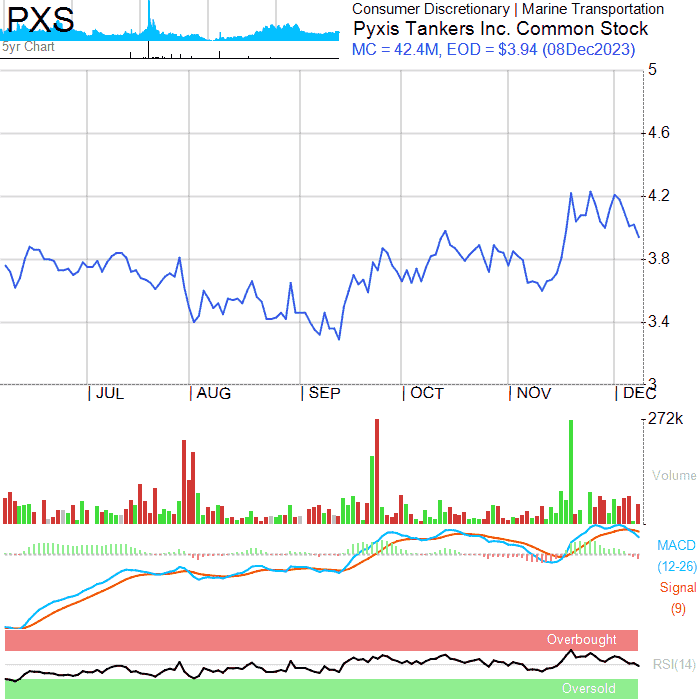 PXS
5yr Chart
Consumer Discretionary | Marine Transportation
Pyxis Tankers Inc. Common Stock
MC = 42.4M, EOD = $3.94 (08Dec2023)
5
4.6
4.2
3.8
3.4
3
JUL
AUG
SEP
OCT
NOV
DEC
272k
Volume
MACD
(12-26)
Signal
(9)
Overbought
RSI(14)
Oversold